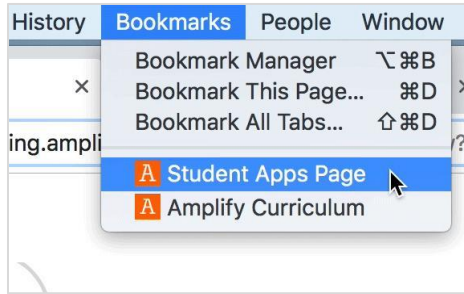 History Bookmarks People Window
Bookmark Manager ⌥⌘B
Bookmark This Page... ⌘D
Bookmark All Tabs... ⇧⌘D
ing.ampli
A Student Apps Page
A Amplify Curriculum